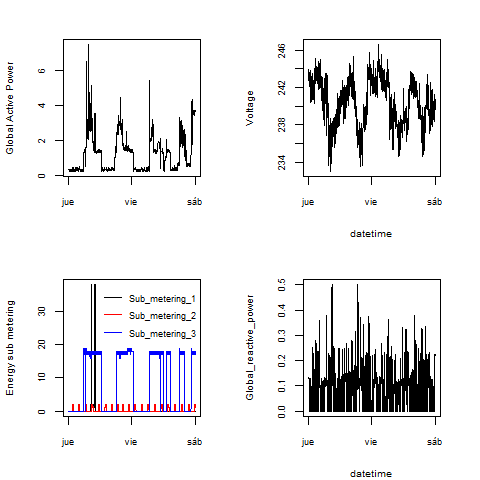 Global Active Power
6
4
2
0
jue vie sáb
Voltage
246
242
238
234
jue vie sáb
datetime
Energy sub metering
30
20
10
0
Sub_metering_1
Sub_metering_2
Sub_metering_3
jue vie sáb
Global_reactive_power
0.5
0.4
0.3
0.2
0.1
0.0
jue vie sáb
datetime